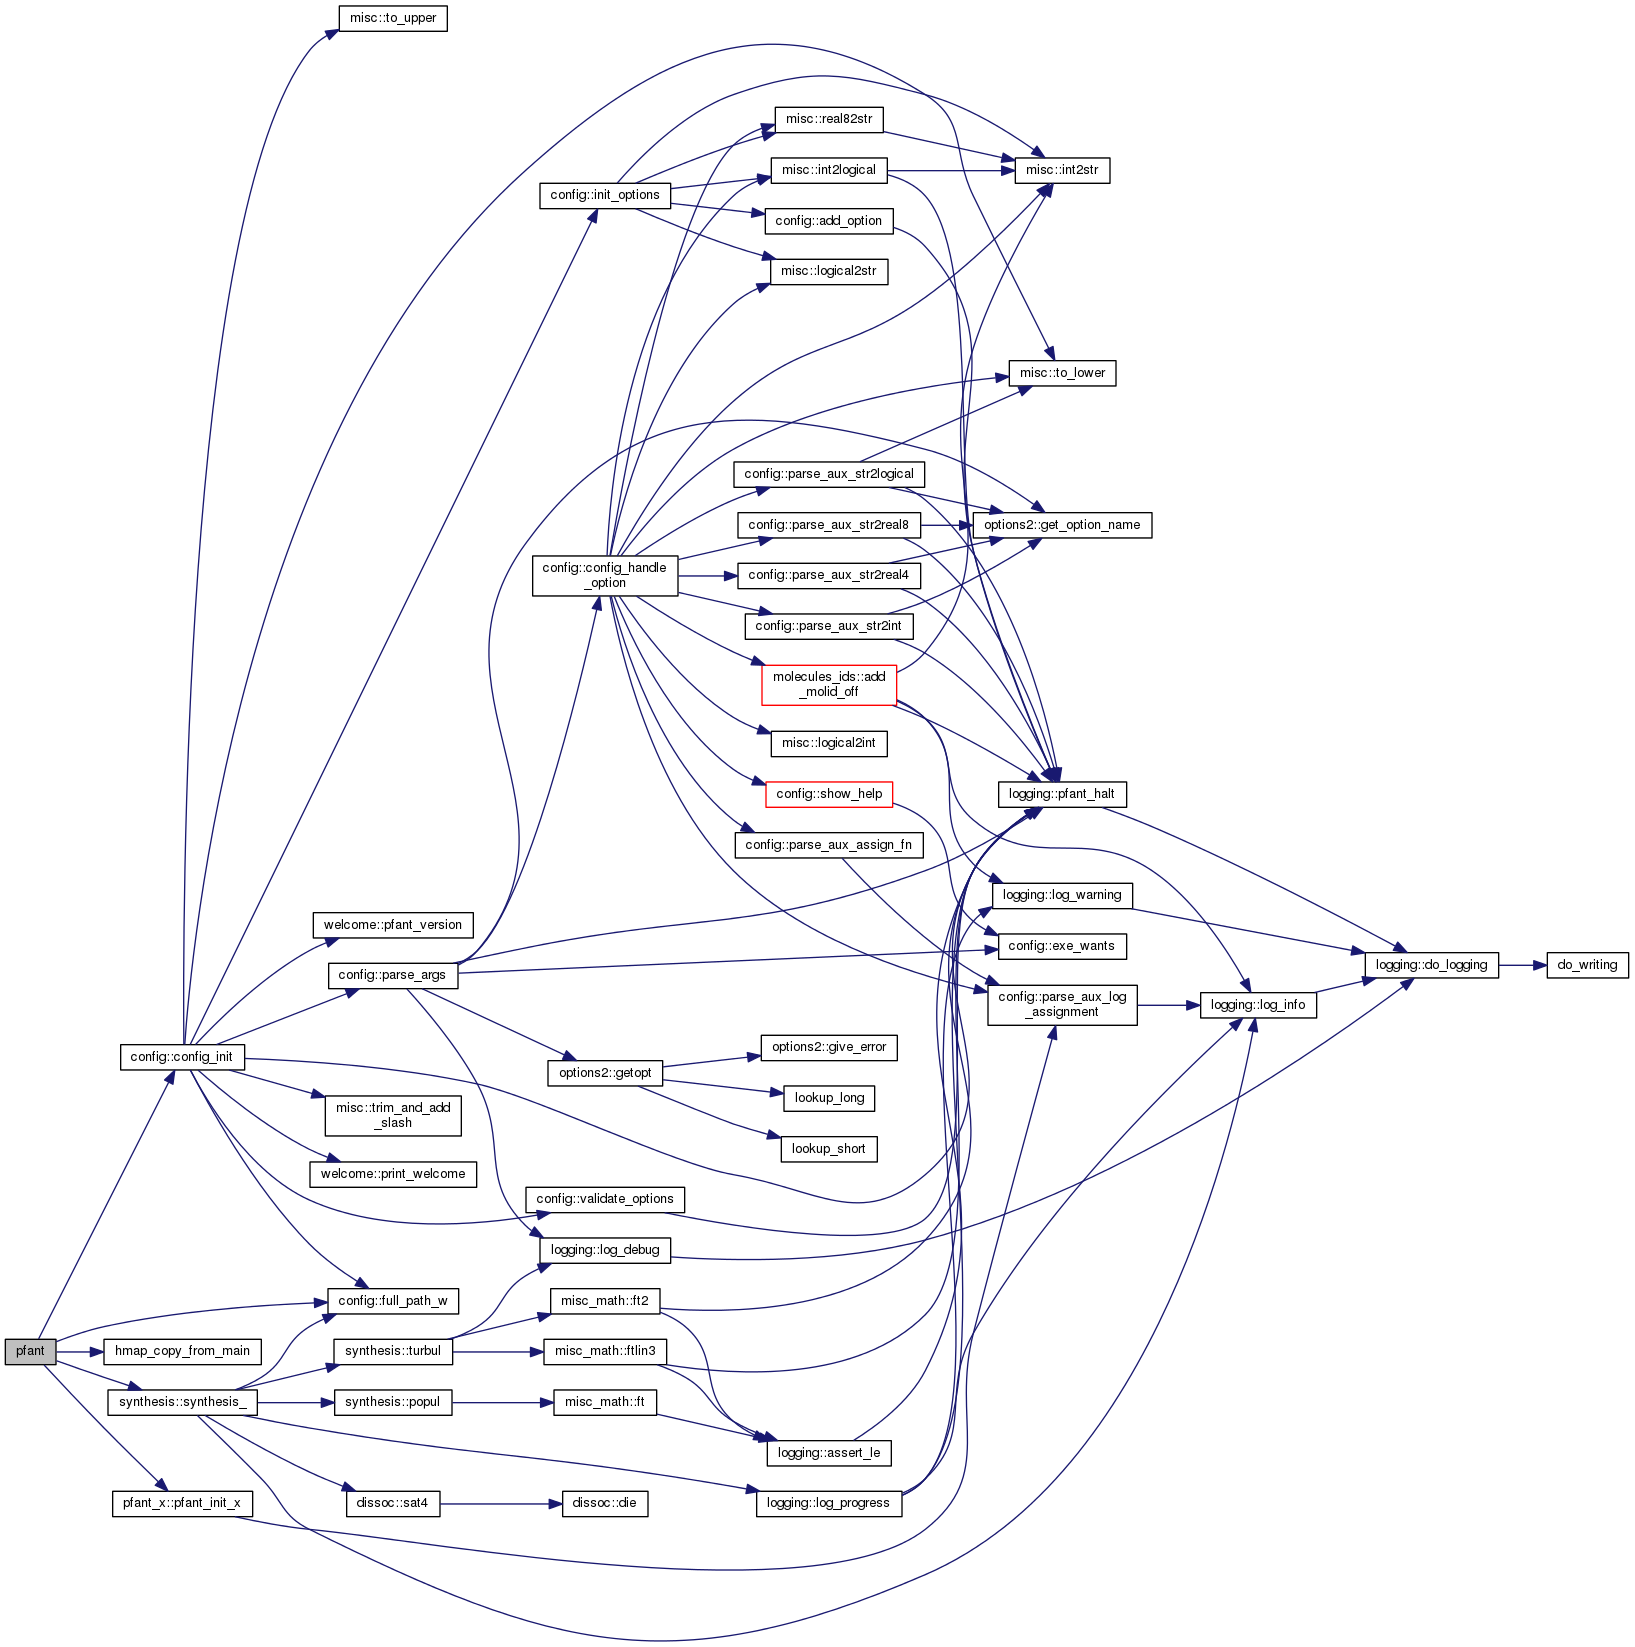 misc::to_upper
misc::real82str
misc::int2logical
misc::int2str
config::init_options
config::add_option
misc::logical2str
misc::to_lower
config::parse_aux_str2logical
config::parse_aux_str2real8
options2::get_option_name
config::config_handle
_option
config::parse_aux_str2real4
config::parse_aux_str2int
molecules_ids::add
_molid_off
misc::logical2int
config::show_help
logging::pfant_halt
config::parse_aux_assign_fn
logging::log_warning
welcome::pfant_version
config::exe_wants
config::parse_args
logging::do_logging
do_writing
config::parse_aux_log
_assignment
logging::log_info
config::config_init
options2::give_error
options2::getopt
lookup_long
misc::trim_and_add
_slash
lookup_short
welcome::print_welcome
config::validate_options
logging::log_debug
config::full_path_w
misc_math::ft2
pfant
hmap_copy_from_main
synthesis::turbul
misc_math::ftlin3
synthesis::synthesis_
synthesis::popul
misc_math::ft
logging::assert_le
pfant_x::pfant_init_x
dissoc::sat4
dissoc::die
logging::log_progress